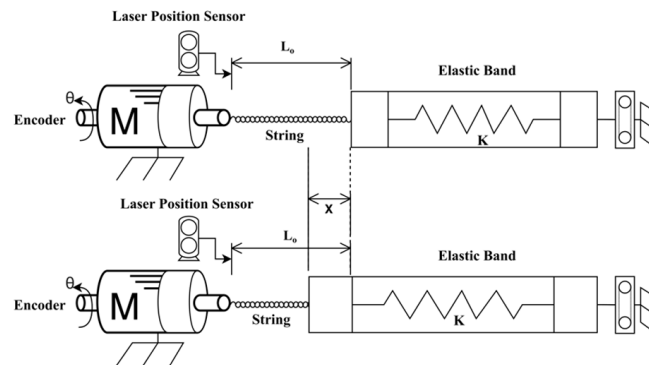 Laser Position Sensor
Lₒ
Elastic Band
θ
Encoder
M
String
K
X
Laser Position Sensor
Lₒ
Elastic Band
θ
Encoder
M
String
K